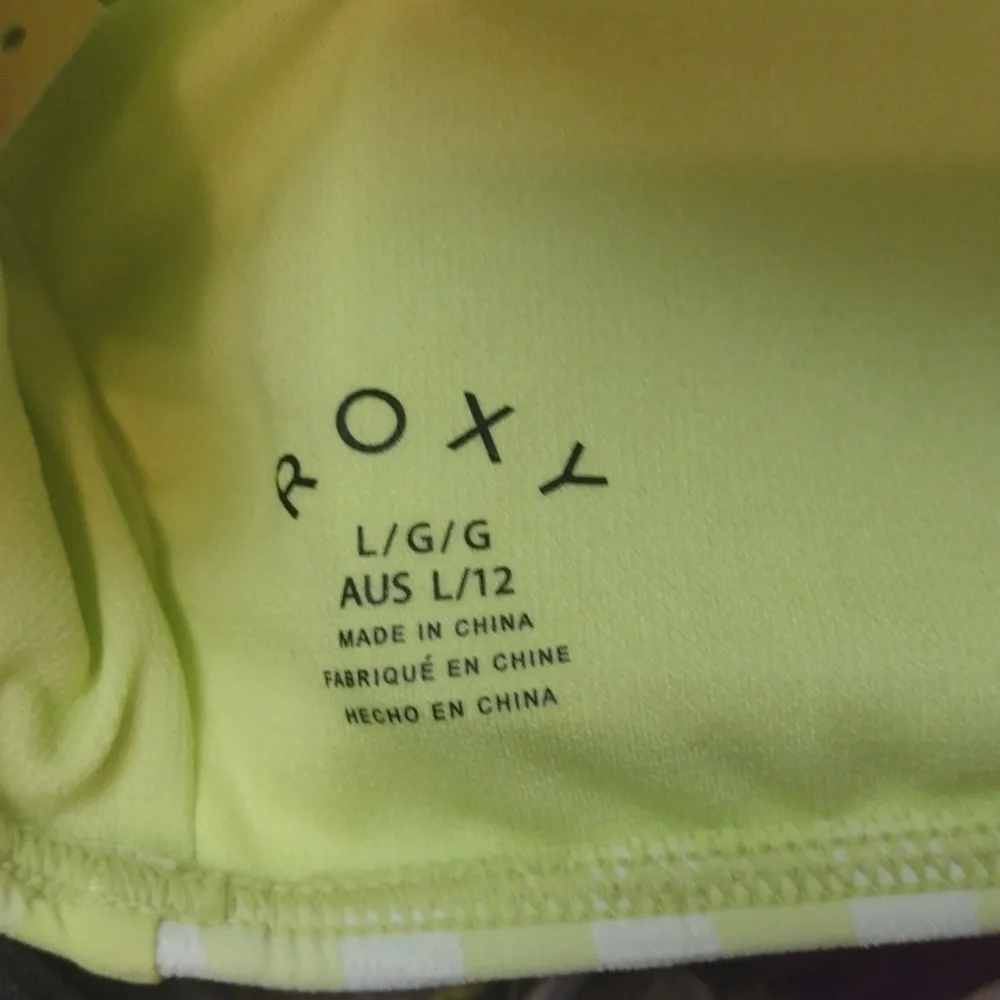 ROXY
L/G/G
AUS L/12
MADE IN CHINA
FABRIQUÉ EN CHINE
HECHO EN CHINA